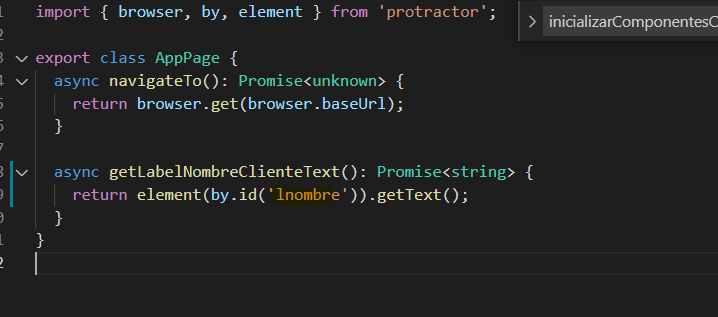 import { browser, by, element } from 'protractor';
inicializarComponentesC
export class AppPage {
async navigateTo(): Promise<unknown> {
return browser.get(browser.baseUrl);
}
async getLabelNombreClienteText(): Promise<string> {
return element(by.id('lnombre')).getText();
}
}